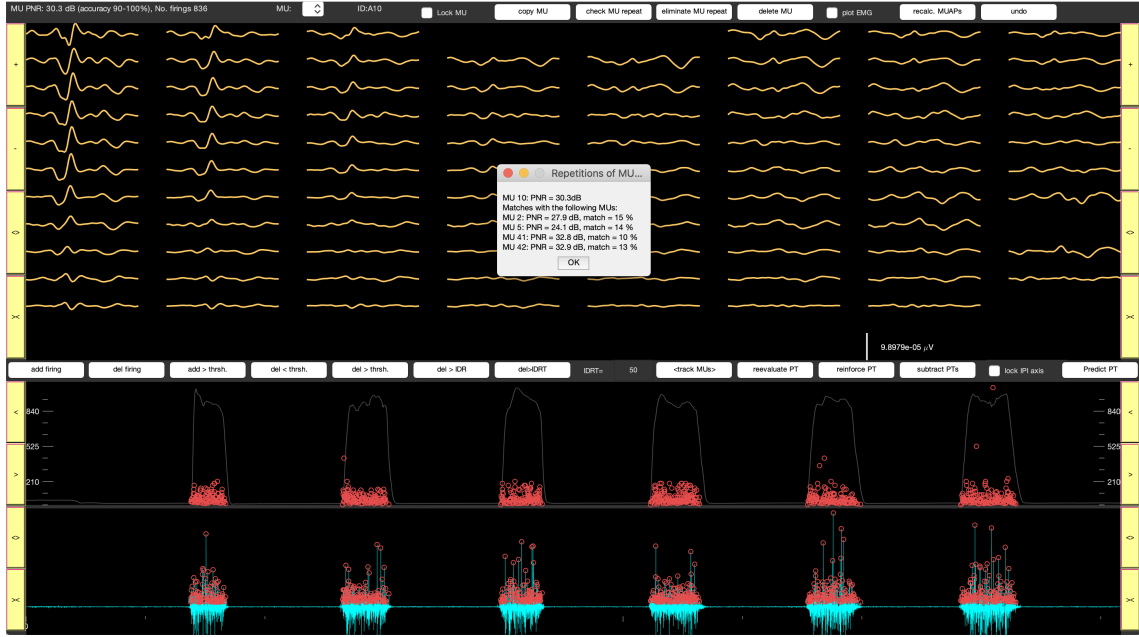 MU PNR: 30.3 dB (accuracy 90-100%), No. firings 836 MU: ID:A10 Lock MU copy MU check MU repeat eliminate MU repeat delete MU plot EMG recalc. MUAPs undo
+ +
- -
<> <>
>< ><
Repetitions of MU...
MU 10: PNR = 30.3dB
Matches with the following MUs:
MU 2: PNR = 27.9 dB, match = 15 %
MU 5: PNR = 24.1 dB, match = 14 %
MU 41: PNR = 32.8 dB, match = 10 %
MU 42: PNR = 32.9 dB, match = 13 %
OK
9.8979e-05 μV
add firing del firing add > thrsh. del < thrsh. del > thrsh. del > IDR del>IDRT IDRT= 50 <track MUs> reevaluate PT reinforce PT subtract PTs lock IPI axis Predict PT
< 840 840 <
525 525
> 210 210 >
<> <>
>< ><